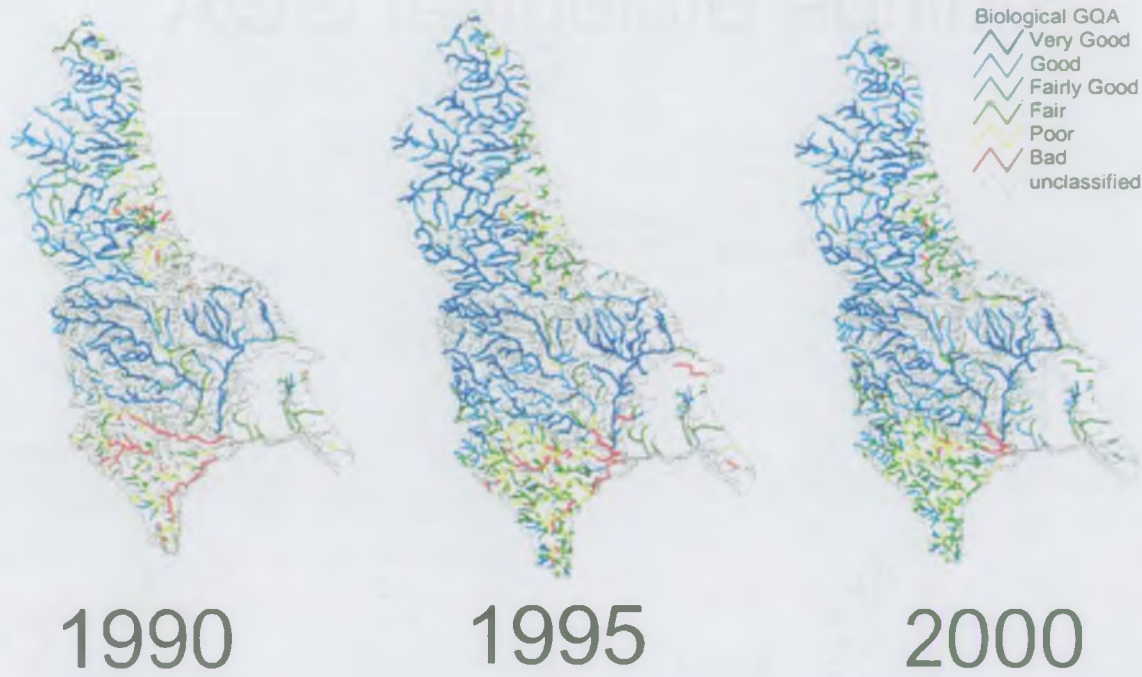 Biological GQA
Very Good
Good
Fairly Good
Fair
Poor
Bad
unclassified
1990
1995
2000